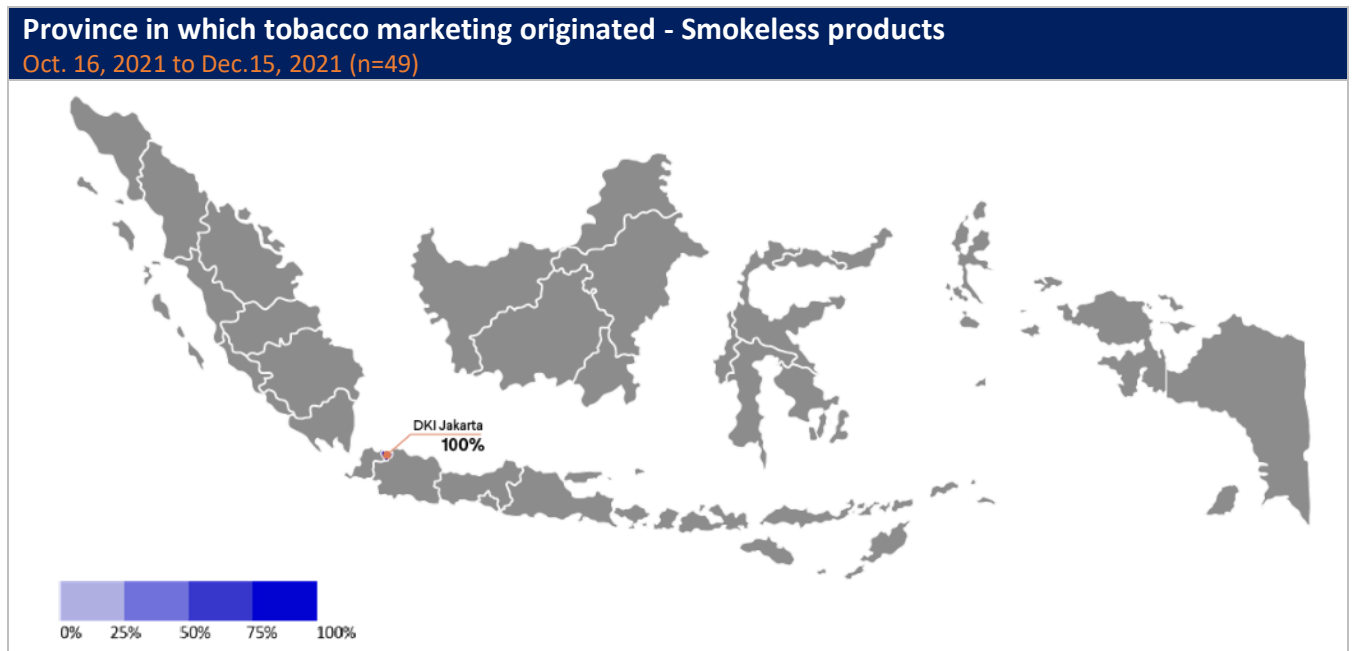 Province in which tobacco marketing originated - Smokeless products
Oct. 16, 2021 to Dec.15, 2021 (n=49)
DKI Jakarta
100%
0% 25% 50% 75% 100%